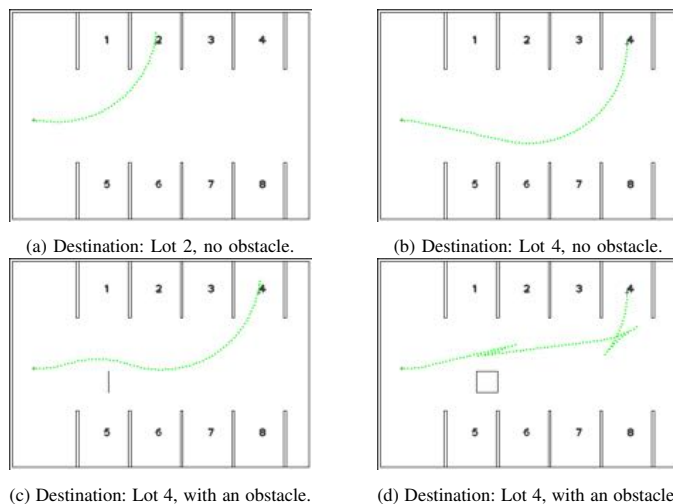 1 2 3 4
5 6 7 8
(a) Destination: Lot 2, no obstacle.
1 2 3 4
5 6 7 8
(b) Destination: Lot 4, no obstacle.
1 2 3 4
5 6 7 8
(c) Destination: Lot 4, with an obstacle.
1 2 3 4
5 6 7 8
(d) Destination: Lot 4, with an obstacle